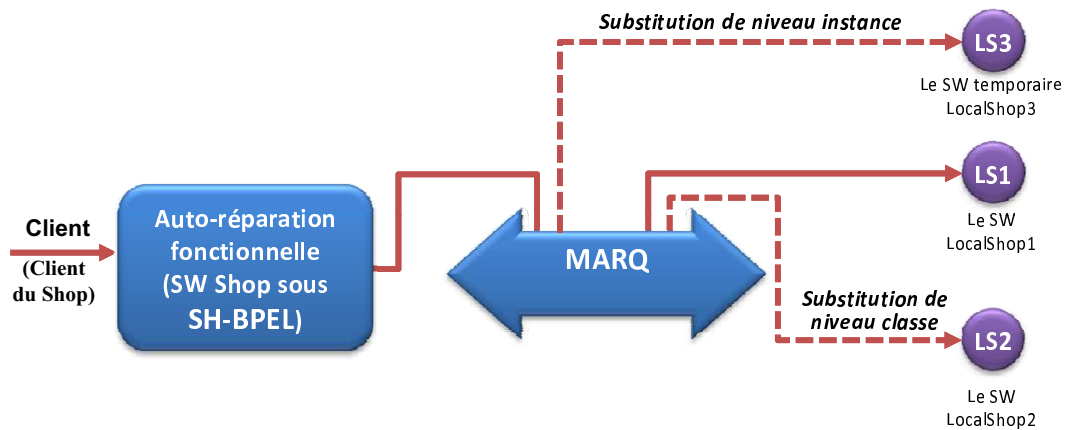 Substitution de niveau instance
LS3
Le SW temporaire
LocalShop3
LS1
Le SW
LocalShop1
Client
(Client
du Shop)
Auto-réparation
fonctionnelle
(SW Shop sous
SH-BPEL)
MARQ
Substitution de
niveau classe
LS2
Le SW
LocalShop2